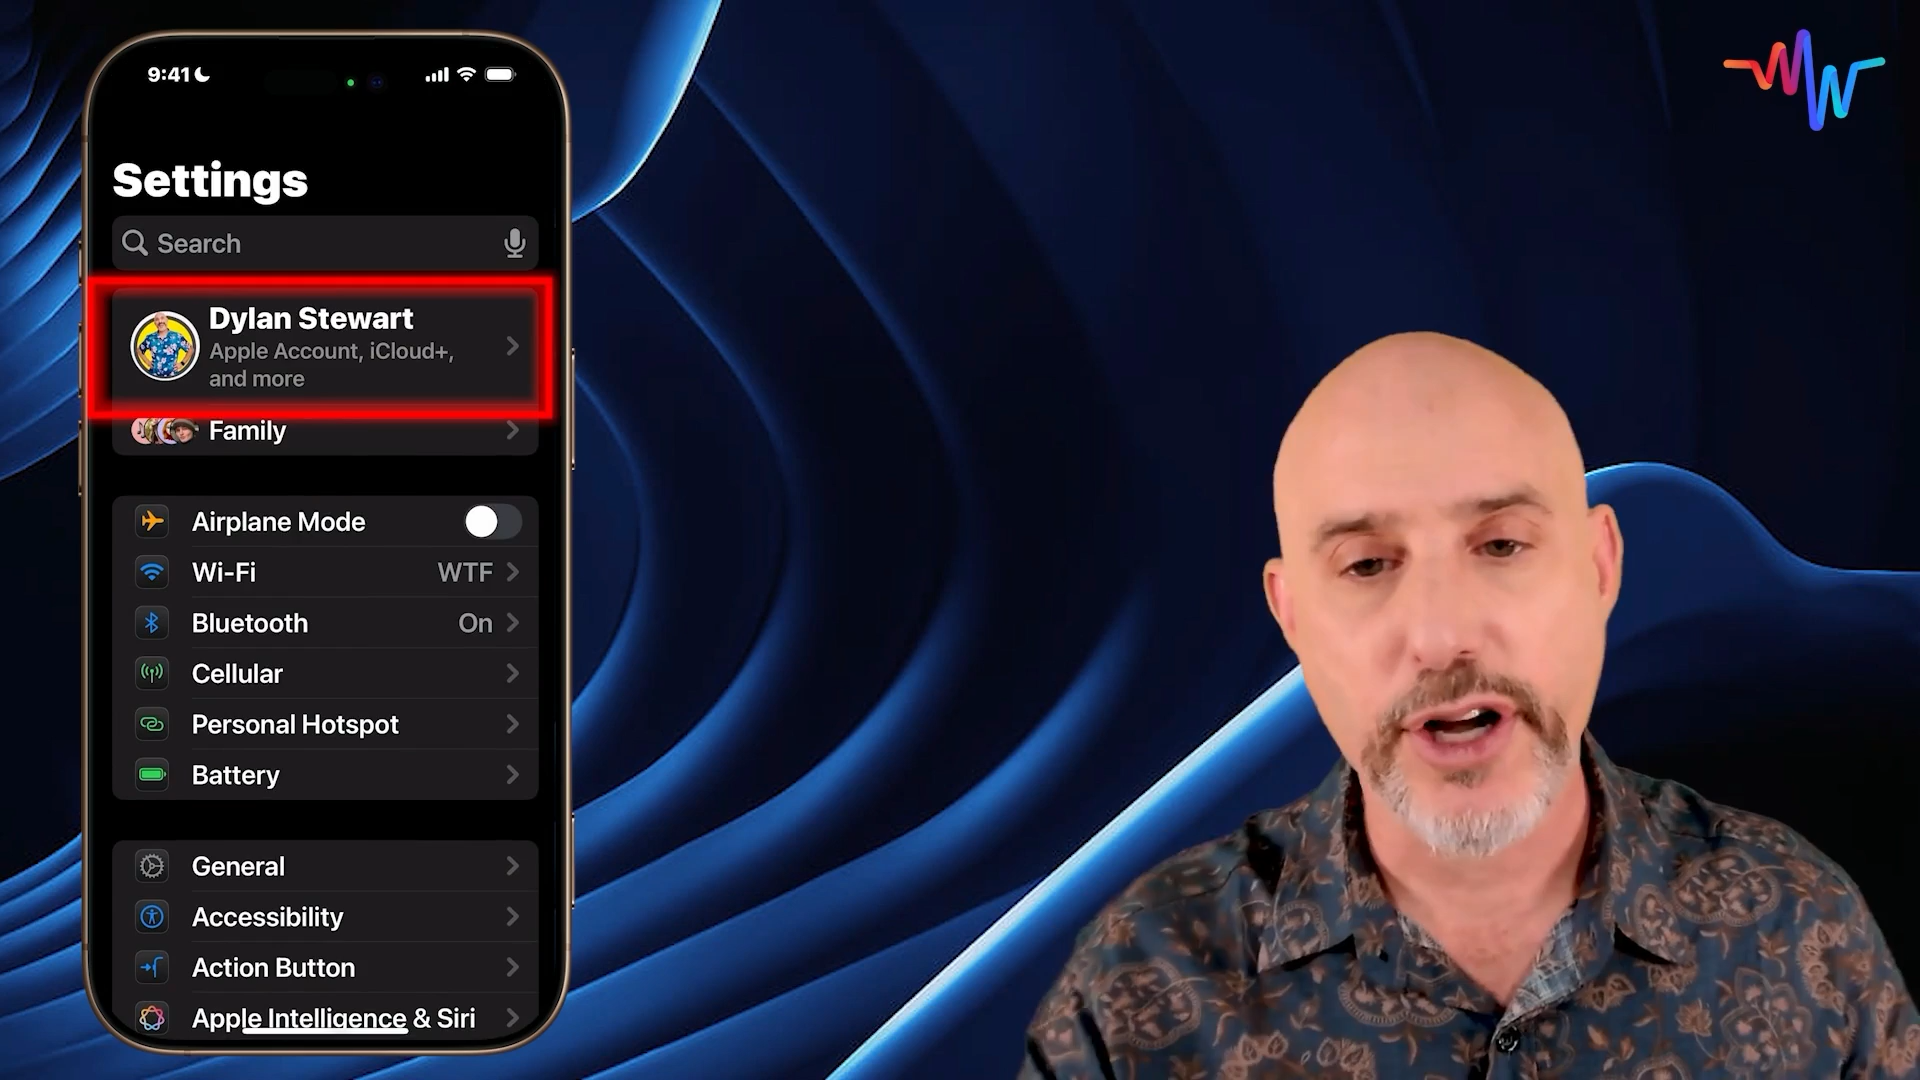 9:41
Settings
Search
Dylan Stewart
Apple Account, iCloud+,
and more
Family
Airplane Mode
Wi-Fi WTF
Bluetooth On
Cellular
Personal Hotspot
Battery
General
Accessibility
Action Button
Apple Intelligence & Siri
MW